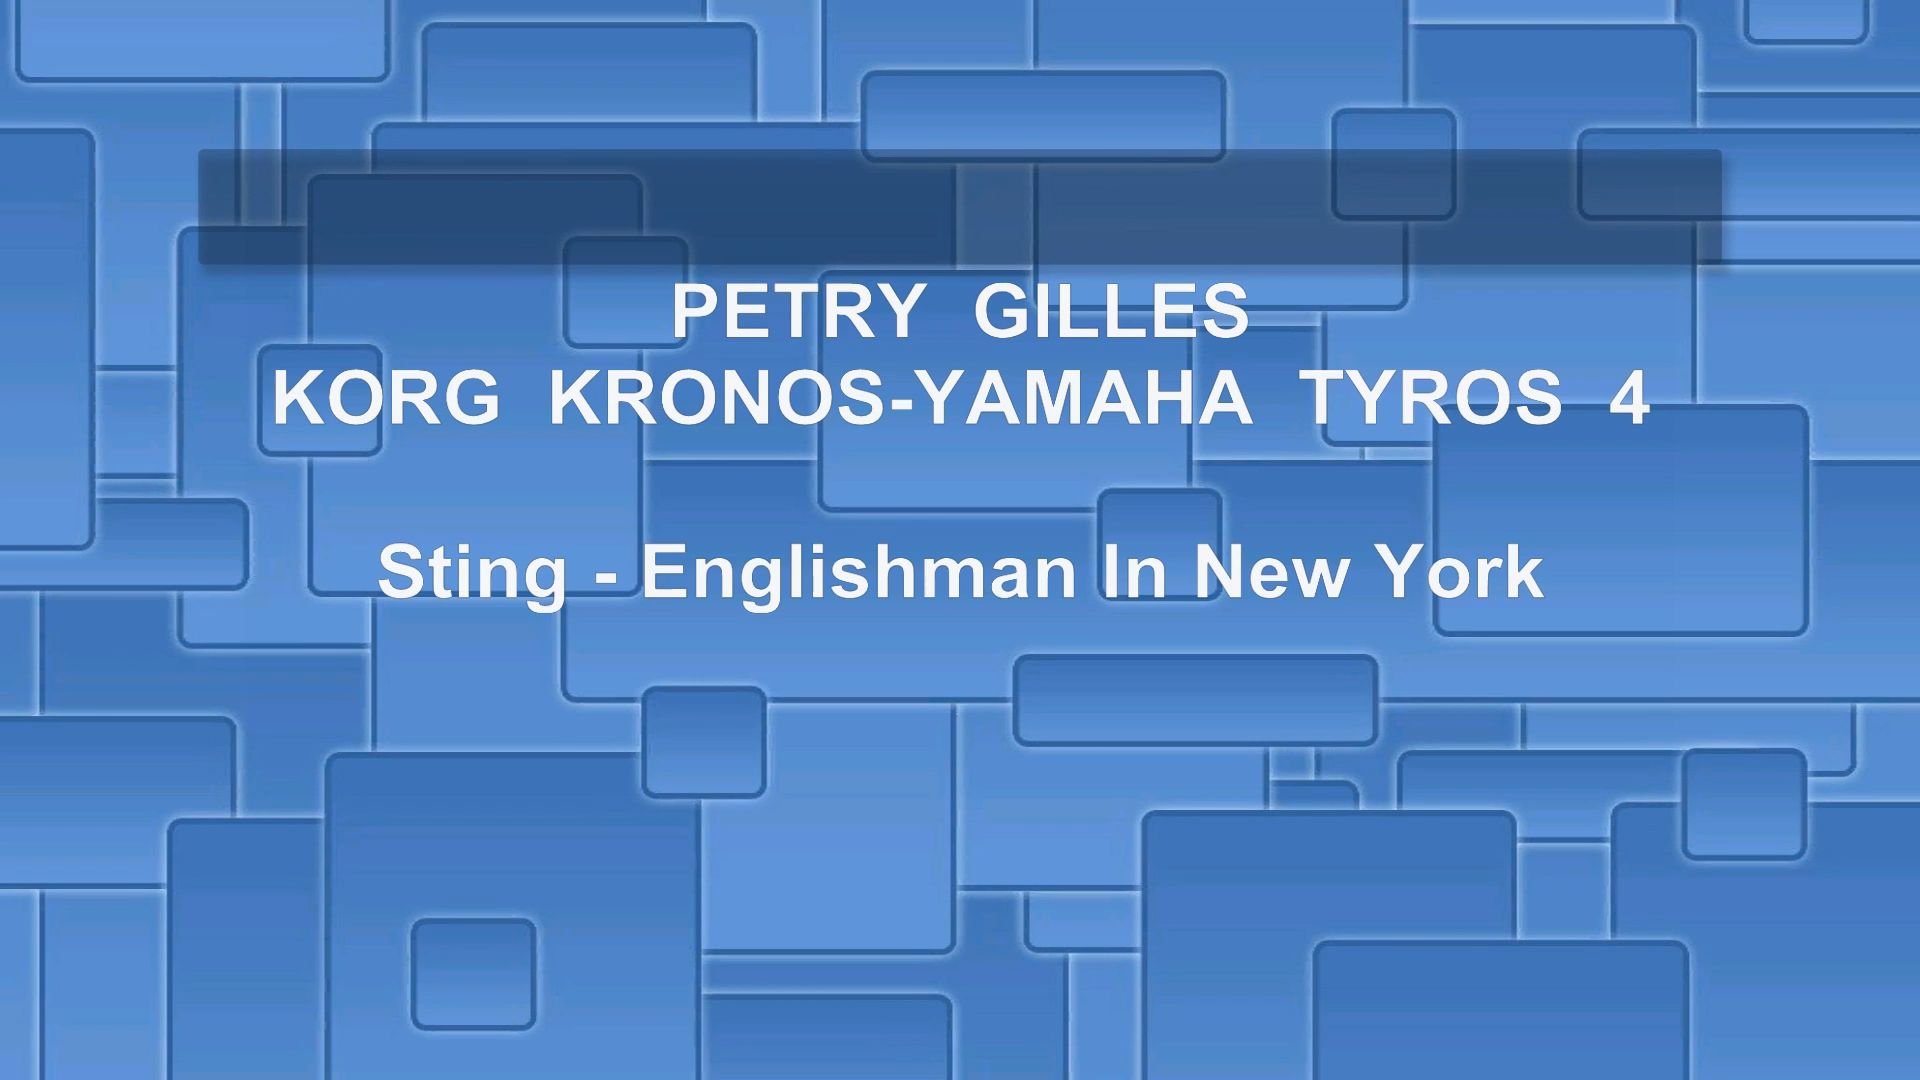 PETRY GILLES
KORG KRONOS-YAMAHA TYROS 4
Sting - Englishman In New York